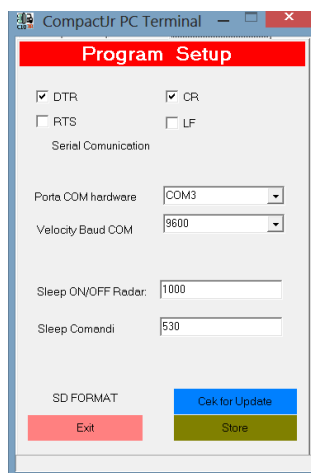 CompactUr PC Terminal
Program Setup
DTR CR
RTS LF
Serial Comunication
Porta COM hardware COM3
Velocity Baud COM 9600
Sleep ON/OFF Radar: 1000
Sleep Comandi 530
SD FORMAT Cek for Update
Exit Store